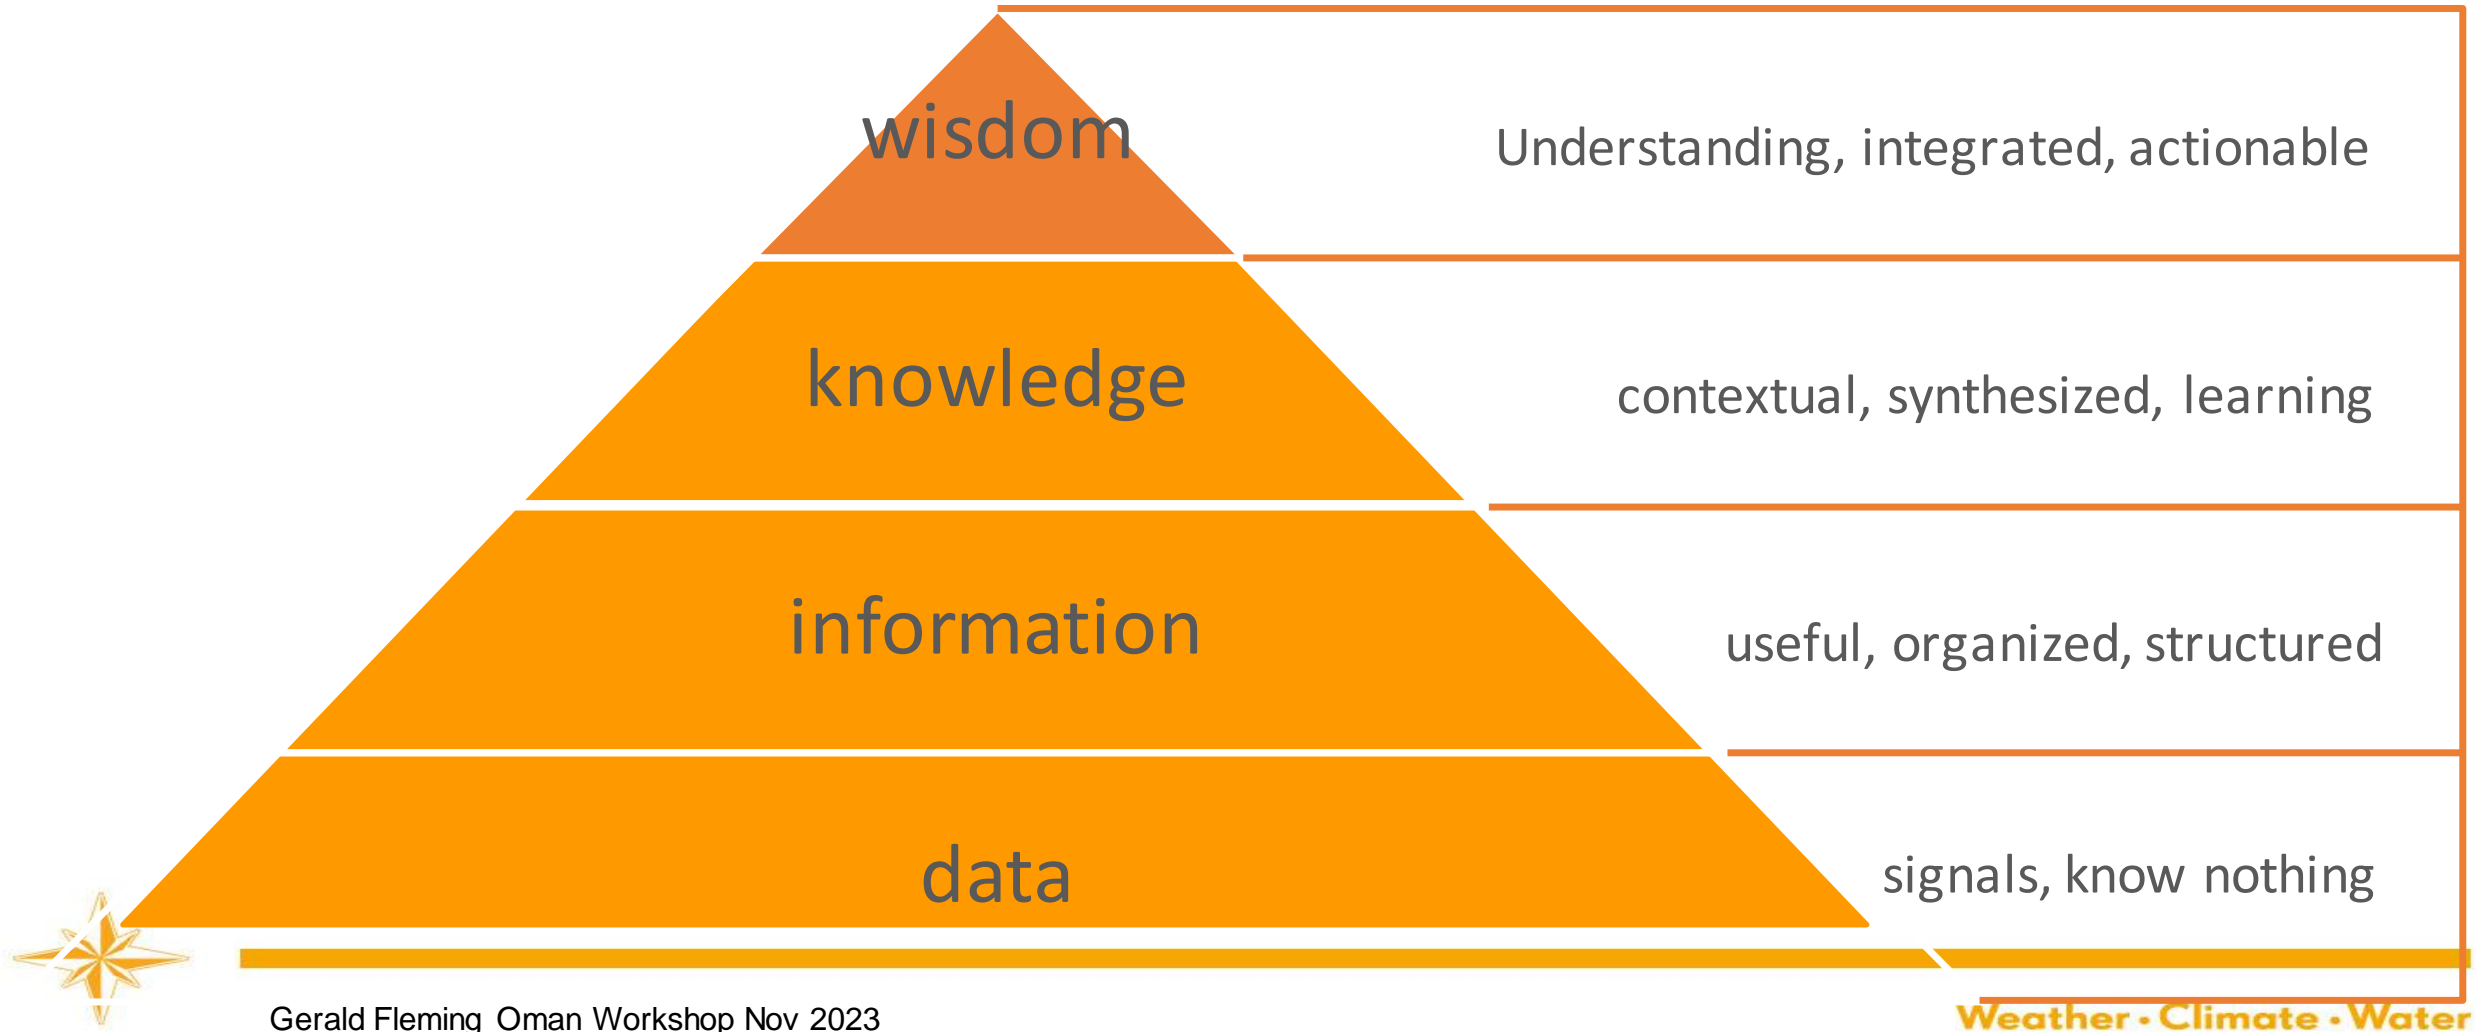 wisdom
Understanding, integrated, actionable
knowledge
contextual, synthesized, learning
information
useful, organized, structured
data
signals, know nothing
Gerald Fleming Oman Workshop Nov 2023
Weather • Climate • Water